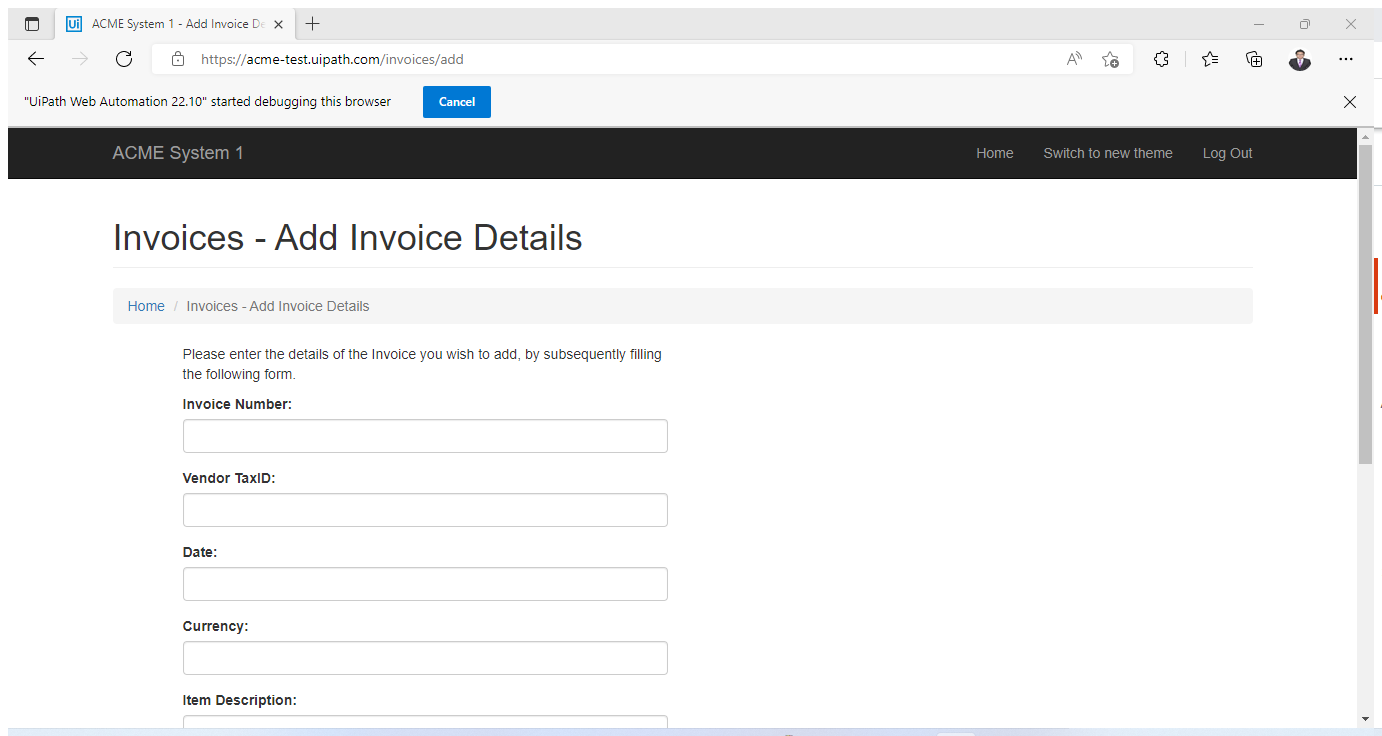 ACME System 1 - Add Invoice De
https://acme-test.uipath.com/invoices/add
"UiPath Web Automation 22.10" started debugging this browser
Cancel
ACME System 1
Home
Switch to new theme
Log Out
Invoices - Add Invoice Details
Home / Invoices - Add Invoice Details
Please enter the details of the Invoice you wish to add, by subsequently filling
the following form.
Invoice Number:
Vendor TaxID:
Date:
Currency:
Item Description: